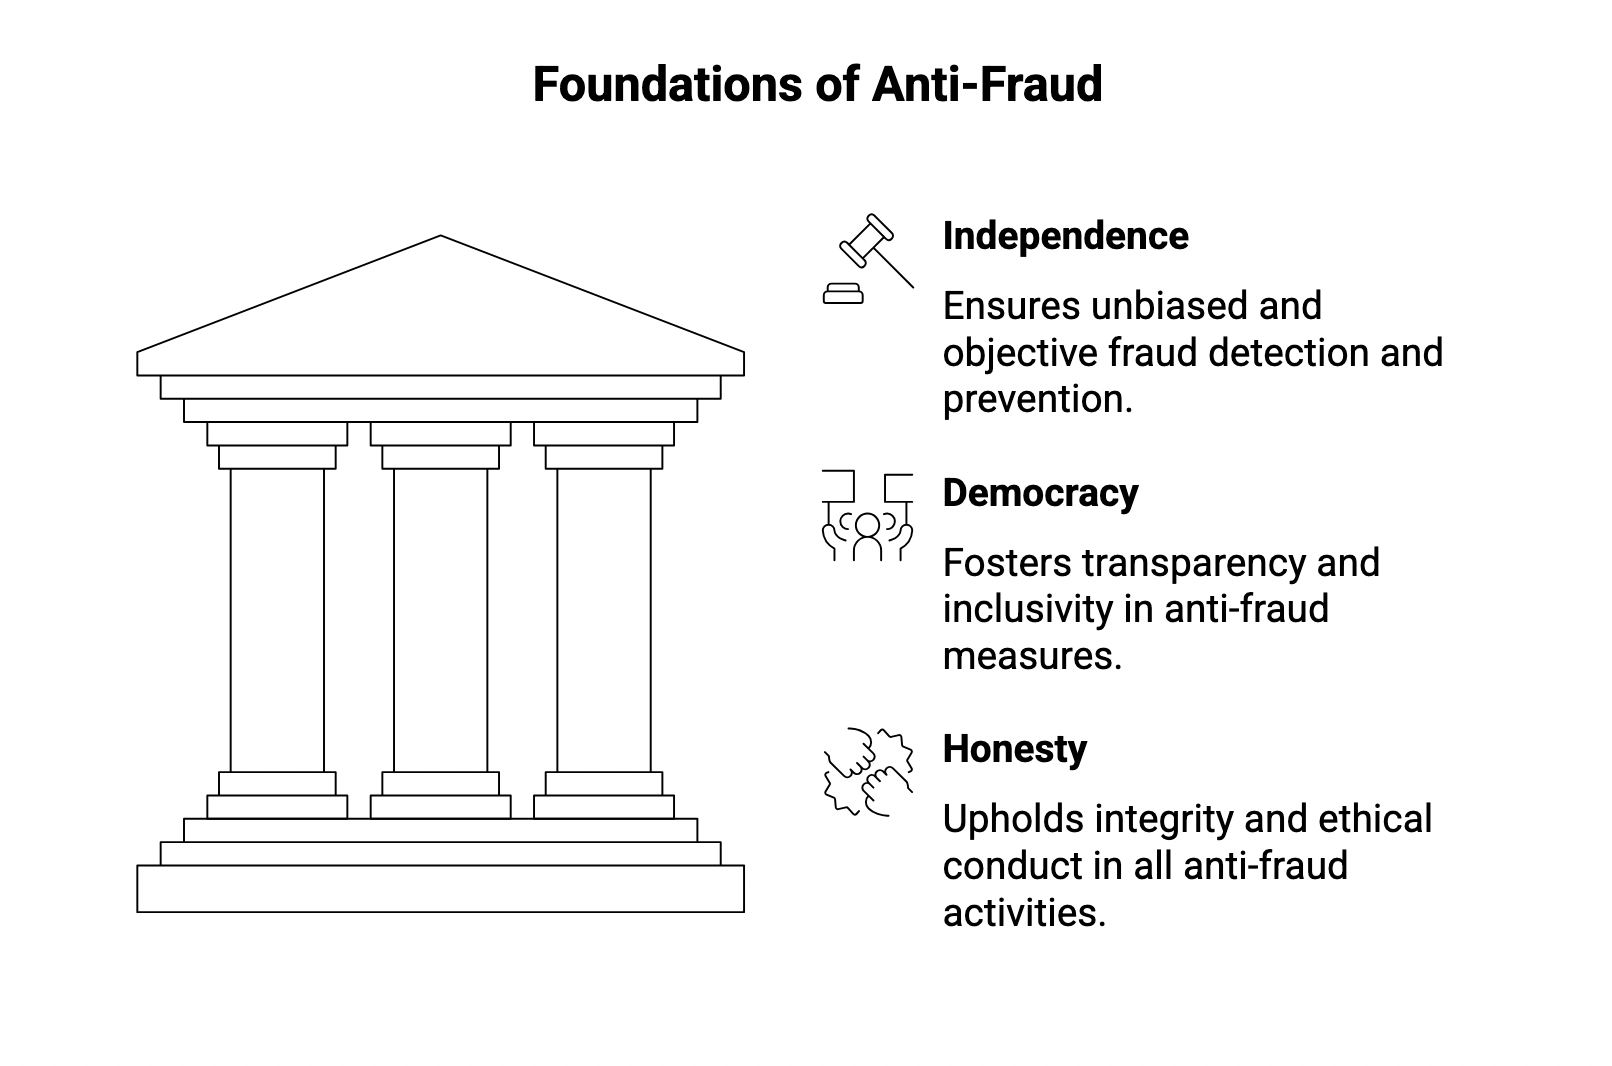 Foundations of Anti-Fraud
Independence
Ensures unbiased and
objective fraud detection and
prevention.
Democracy
Fosters transparency and
inclusivity in anti-fraud
measures.
Honesty
Upholds integrity and ethical
conduct in all anti-fraud
activities.